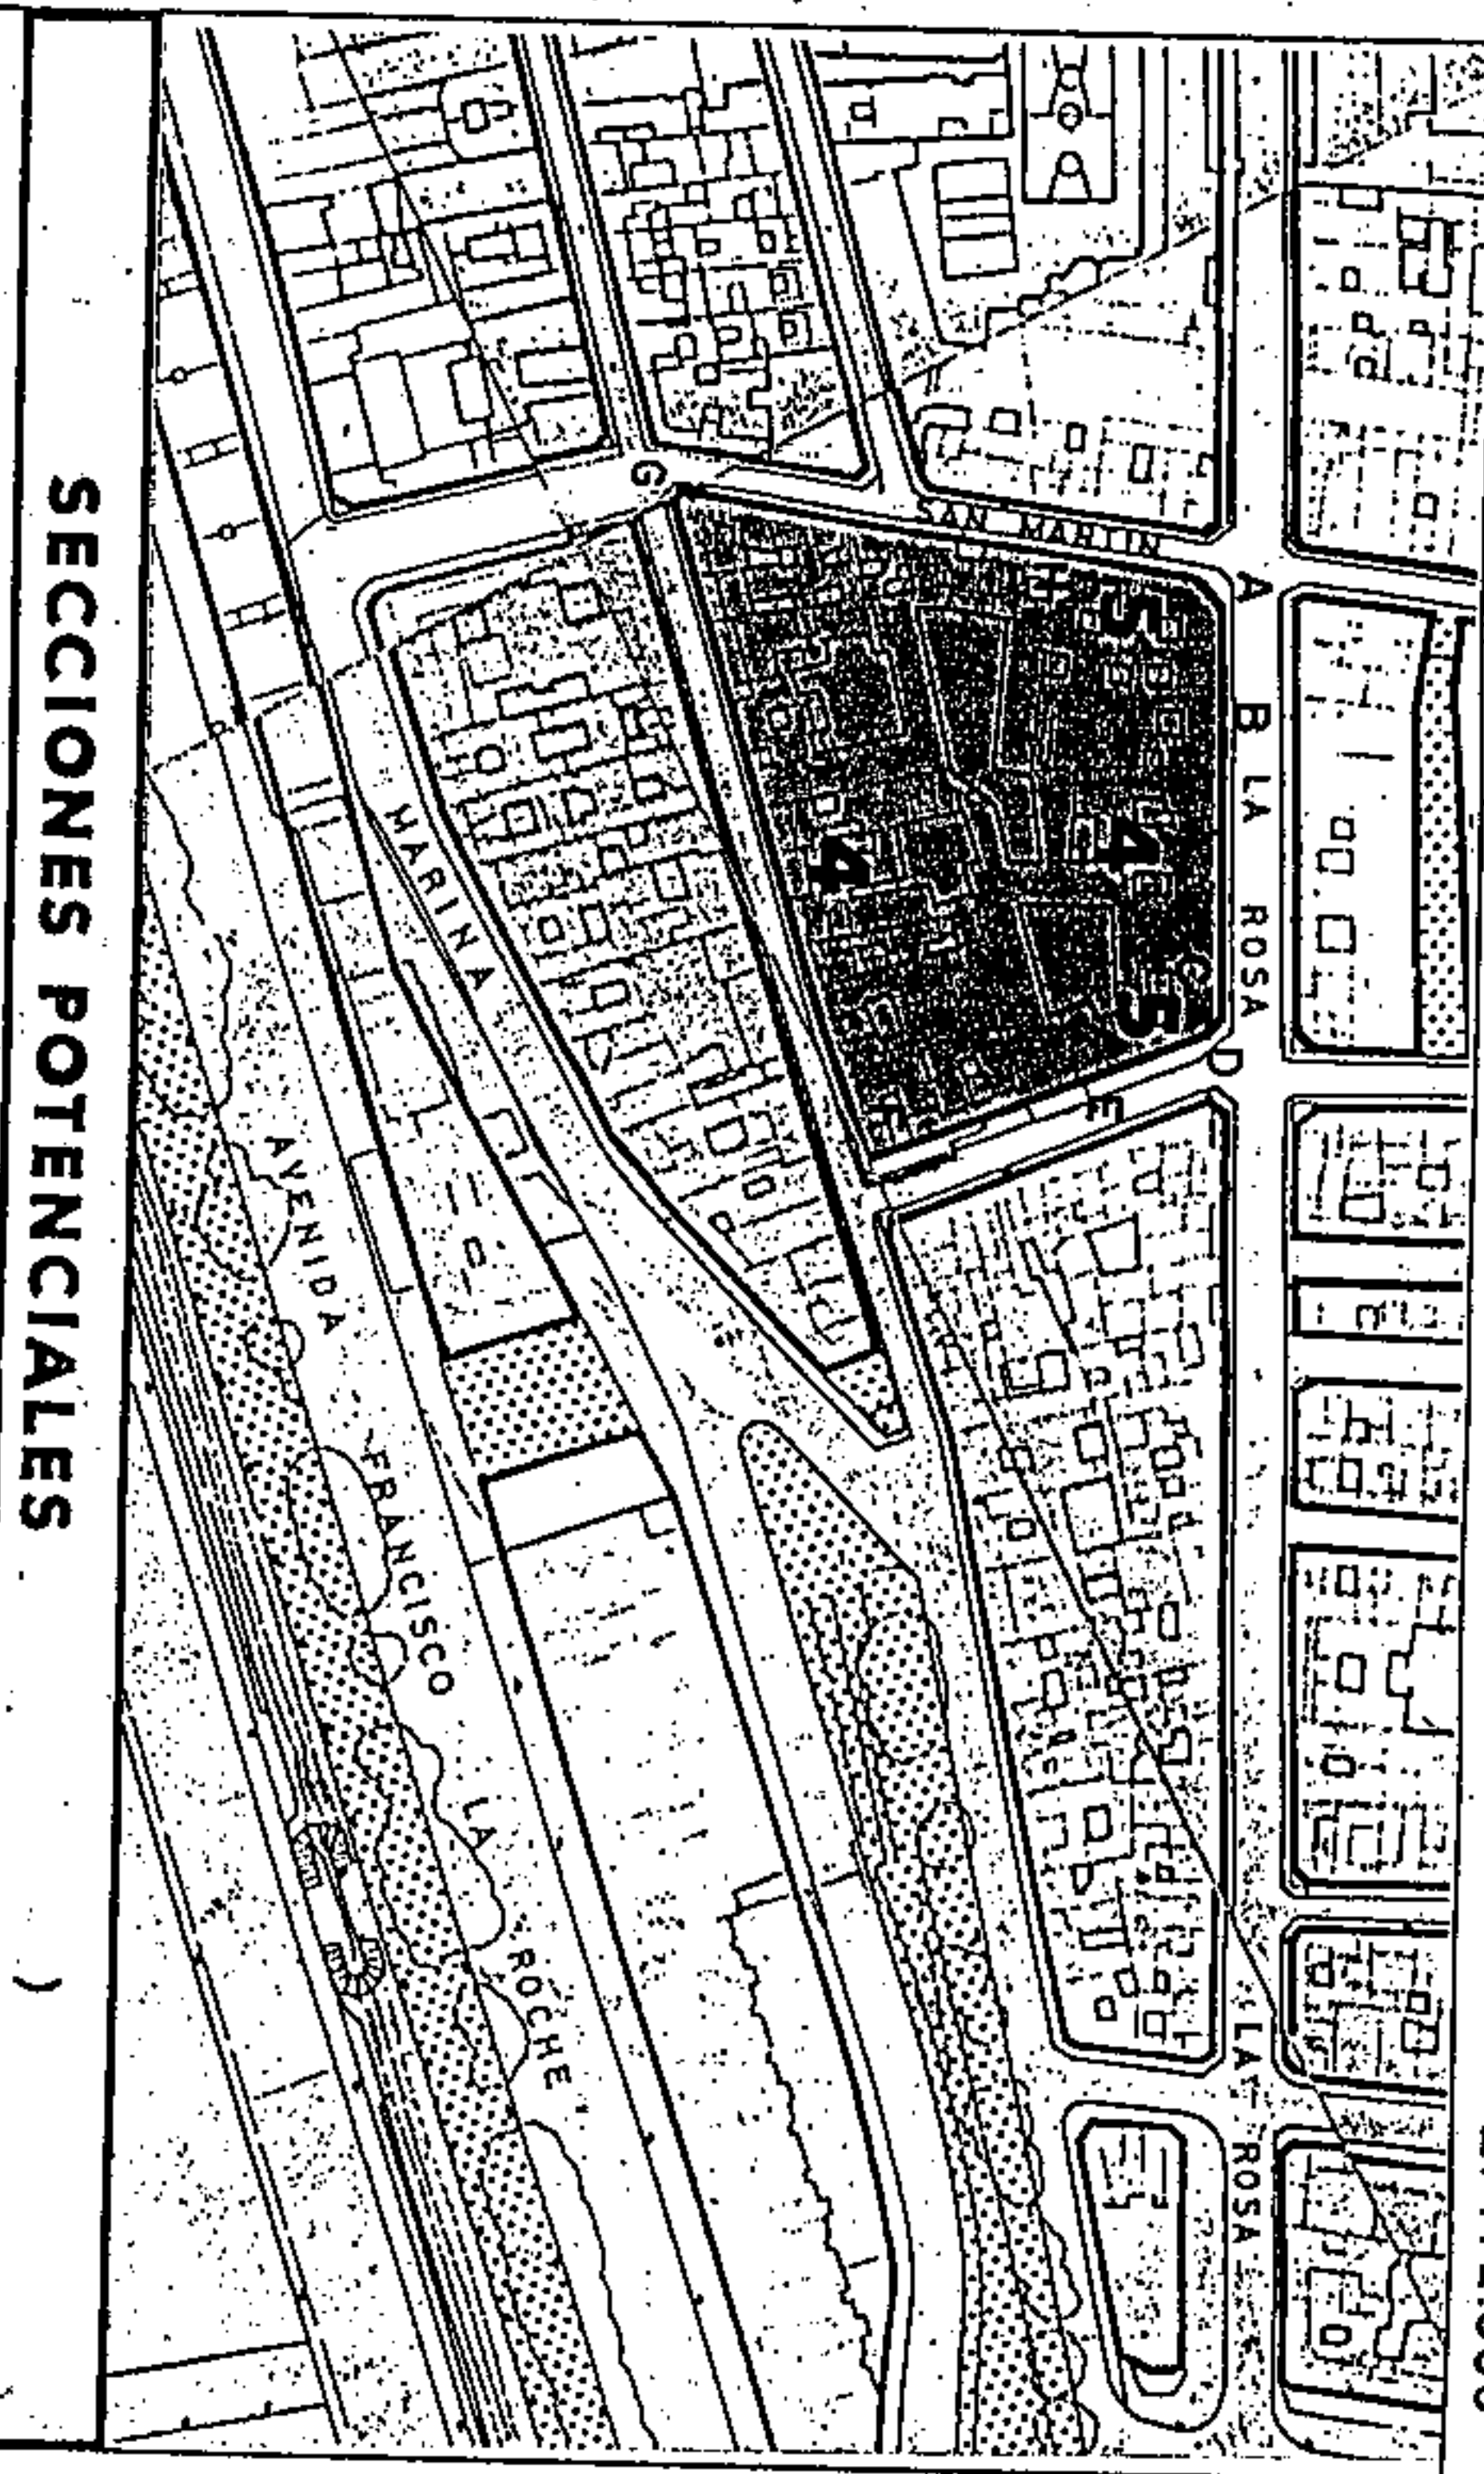 SECCIONES POTENCIALES
)
A
B
LA ROSA
D
SAN MARTIN
G
5
4
5
C
4
E
F
MARINA
AVENIDA FRANCISCO LA ROCHE
LA ROSA